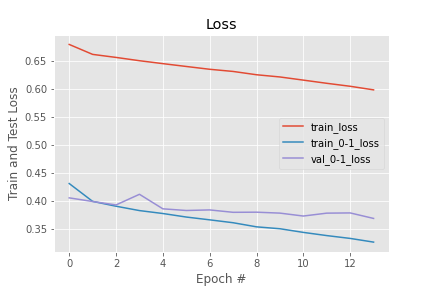 Loss
0.65
0.60
0.55
0.50
0.45
0.40
0.35
Train and Test Loss
train_loss
train_0-1_loss
val_0-1_loss
0 2 4 6 8 10 12
Epoch #